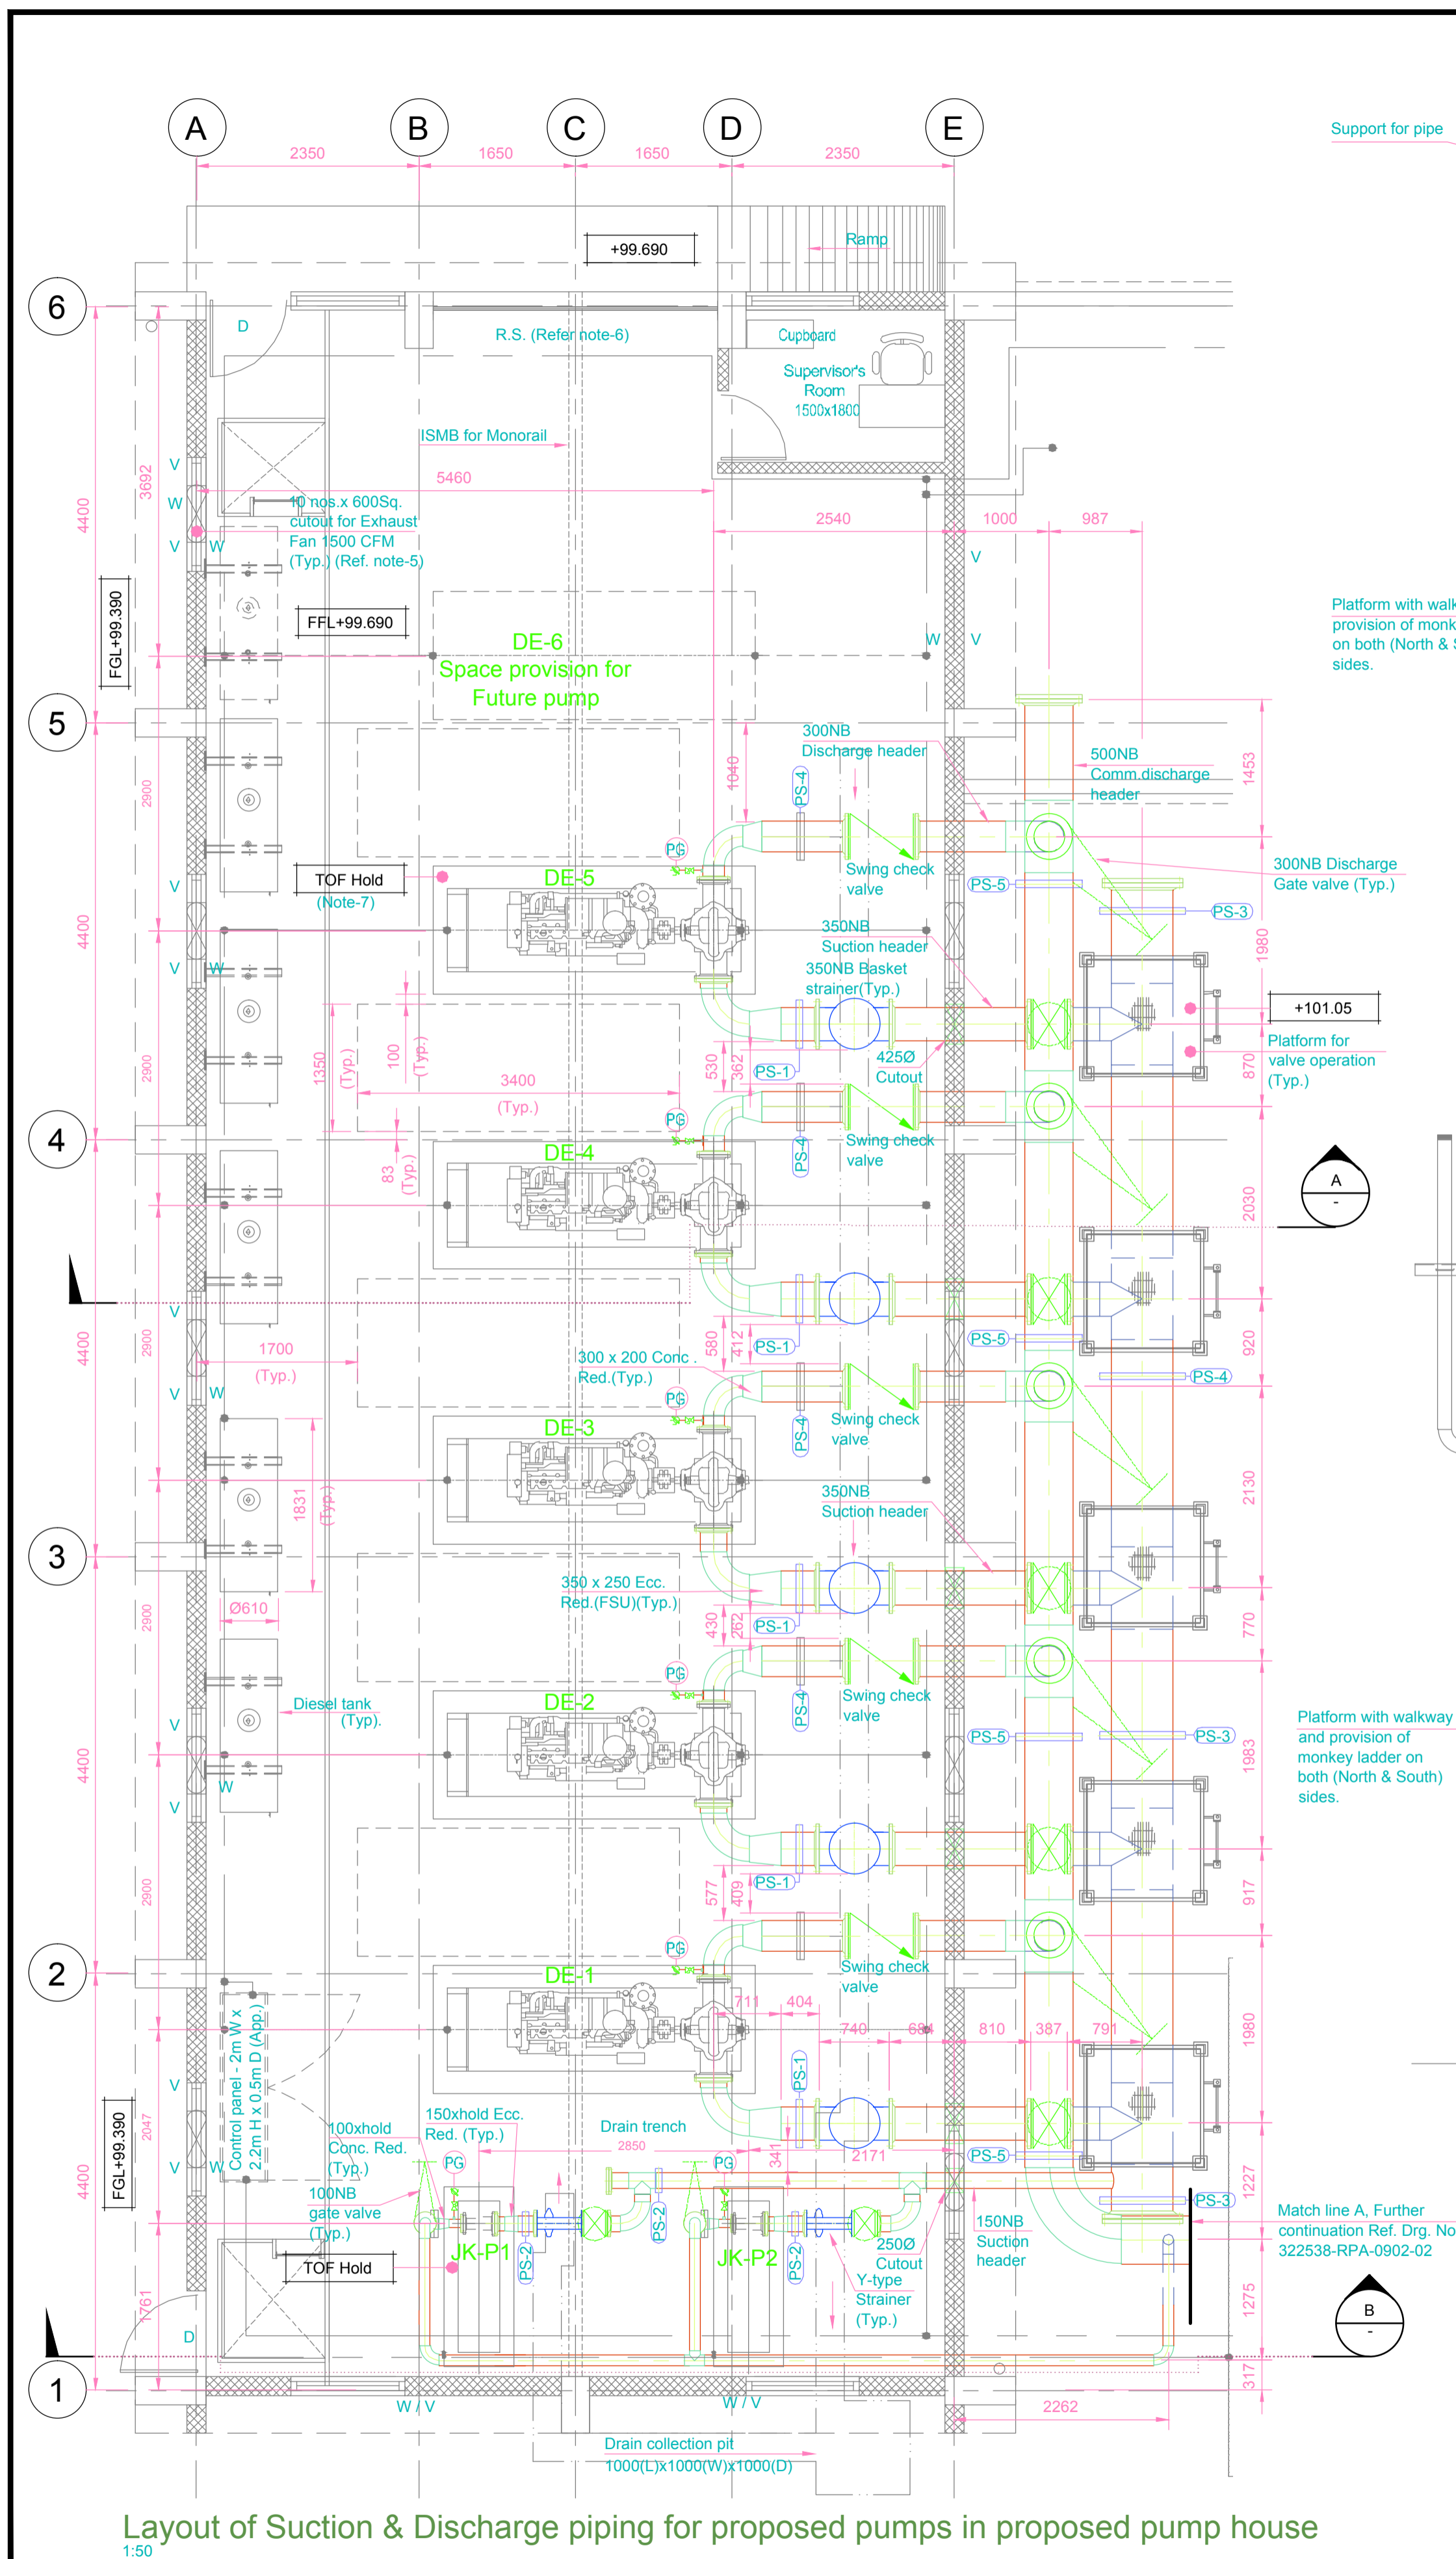 A
B
C
D
E
2350
1650
1650
2350
Support for pipe
+99.690
Ramp
6
D
R.S. (Refer note-6)
Cupboard
Supervisor's
Room
1500x1800
ISMB for Monorail
V
3692
4400
5460
W
10 nos.x 600Sq.
cutout for Exhaust
Fan 1500 CFM
(Typ.) (Ref. note-5)
2540
1000
987
V
W
V
FGL+99.390
FFL+99.690
DE-6
Space provision for
Future pump
W
V
Platform with walk
provision of monk
on both (North & S
sides.
5
300NB
Discharge header
1040
PS-4
500NB
Comm.discharge
header
1453
2900
PG
Swing check
valve
300NB Discharge
Gate valve (Typ.)
TOF Hold
(Note-7)
DE-5
V
PS-5
PS-3
4400
350NB
Suction header
1980
V
W
350NB Basket
strainer(Typ.)
+101.05
Platform for
valve operation
(Typ.)
2900
1350
(Typ.)
100
(Typ.)
3400
(Typ.)
530
362
PS-1
425Ø
Cutout
870
PG
Swing check
valve
PS-4
4
DE-4
83
(Typ.)
A
-
2030
V
4400
2900
1700
(Typ.)
580
412
PS-1
PS-5
920
300 x 200 Conc .
Red.(Typ.)
PS-4
V
W
PG
Swing check
valve
PS-4
DE-3
1831
(Typ.)
350NB
Suction header
2130
3
350 x 250 Ecc.
Red.(FSU)(Typ.)
2900
Ø610
430
262
PS-1
770
PG
Swing check
valve
PS-4
DE-2
Diesel tank
(Typ).
V
PS-5
PS-3
Platform with walkway
and provision of
monkey ladder on
both (North & South)
sides.
4400
1983
W
V
2900
577
409
PS-1
917
PG
Swing check
valve
2
DE-1
711
404
740
684
810
387
791
1980
Control panel - 2m W x
2.2m H x 0.5m D (App.)
PS-1
V
FGL+99.390
2047
4400
100xhold
Conc. Red.
(Typ.)
150xhold Ecc.
Red. (Typ.)
Drain trench
2850
341
2171
PS-5
V
W
PG
PG
1227
100NB
gate valve
(Typ.)
PS-2
PS-3
150NB
Suction
header
Match line A, Further
continuation Ref. Drg. No
322538-RPA-0902-02
JK-P1
PS-2
JK-P2
PS-2
250Ø
Cutout
TOF Hold
Y-type
Strainer
(Typ.)
1761
1275
B
-
D
1
317
W / V
W / V
2262
Drain collection pit
1000(L)x1000(W)x1000(D)
Layout of Suction & Discharge piping for proposed pumps in proposed pump house
1:50